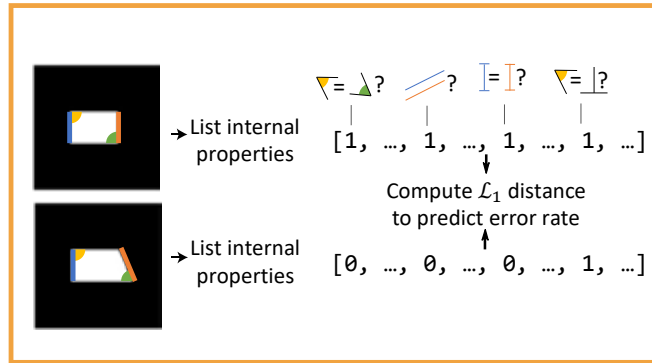 = ? ? = ? = ?
List internal
properties
[1, …, 1, …, 1, …, 1, …]
Compute ℒ₁ distance
to predict error rate
List internal
properties
[0, …, 0, …, 0, …, 1, …]